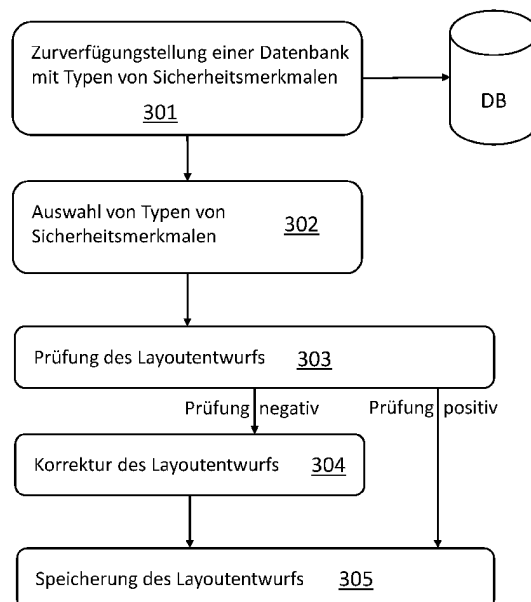 Zurverfügungstellung einer Datenbank
mit Typen von Sicherheitsmerkmalen
301
DB
Auswahl von Typen von
Sicherheitsmerkmalen
302
Prüfung des Layoutentwurfs 303
Prüfung negativ
Prüfung positiv
Korrektur des Layoutentwurfs 304
Speicherung des Layoutentwurfs 305